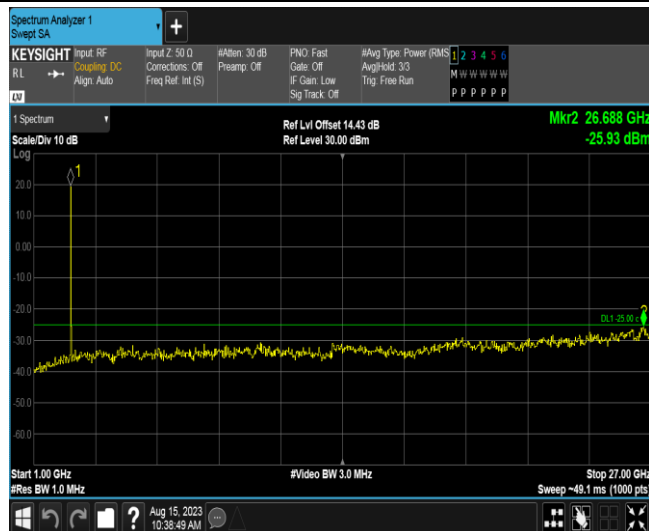 Spectrum Analyzer 1
Swept SA
+
KEYSIGHT
RL
LXI
Input: RF
Coupling: DC
Align: Auto
Input Z: 50 Ω
Corrections: Off
Freq Ref: Int (S)
#Atten: 30 dB
Preamp: Off
PNO: Fast
Gate: Off
IF Gain: Low
Sig Track: Off
#Avg Type: Power (RMS
Avg|Hold: 3/3
Trig: Free Run
1 2 3 4 5 6
M W W W W W
P P P P P P
1 Spectrum
Scale/Div 10 dB
Ref Lvl Offset 14.43 dB
Ref Level 30.00 dBm
Mkr2 26.688 GHz
-25.93 dBm
Log
1
20.0
10.0
0.00
-10.0
-20.0
2
DL1 -25.00
-30.0
-40.0
-50.0
-60.0
Start 1.00 GHz
#Res BW 1.0 MHz
#Video BW 3.0 MHz
Stop 27.00 GHz
Sweep ~49.1 ms (1000 pts)
?
Aug 15, 2023
10:38:49 AM